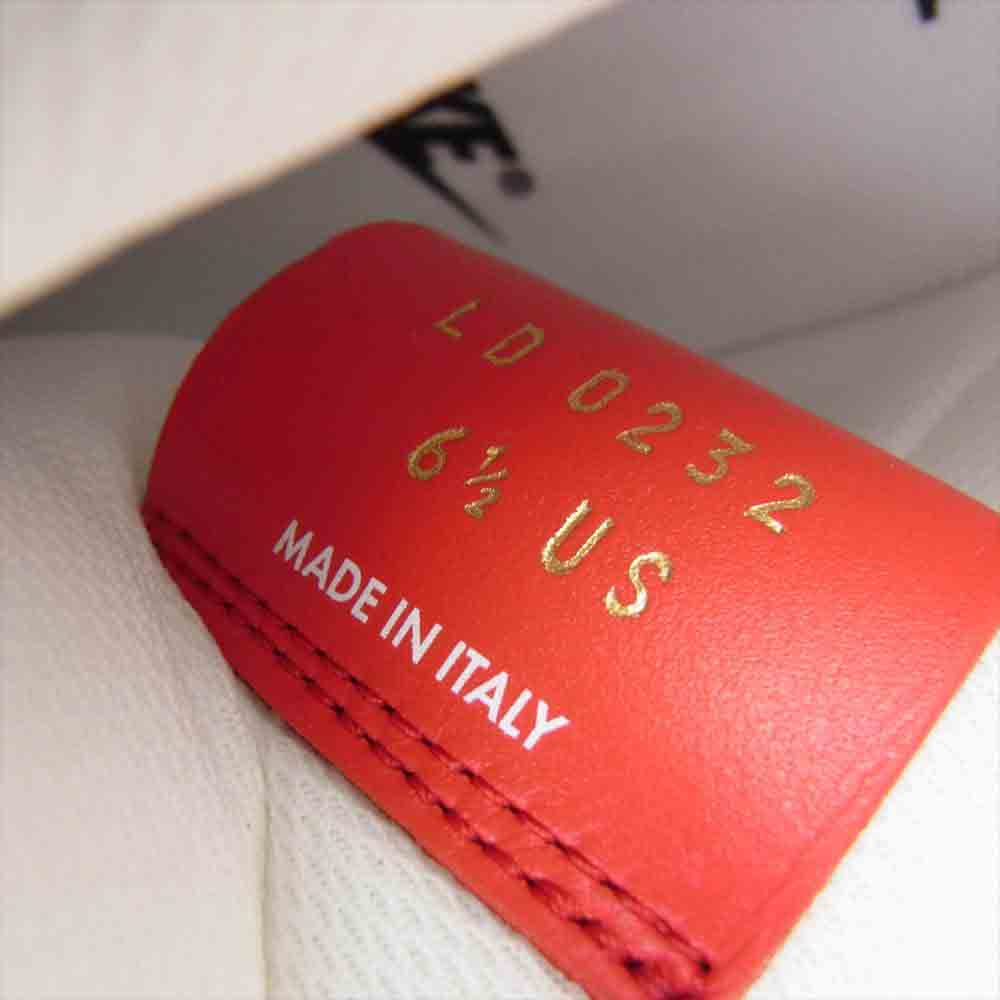 LD 0232
6½ US
MADE IN ITALY